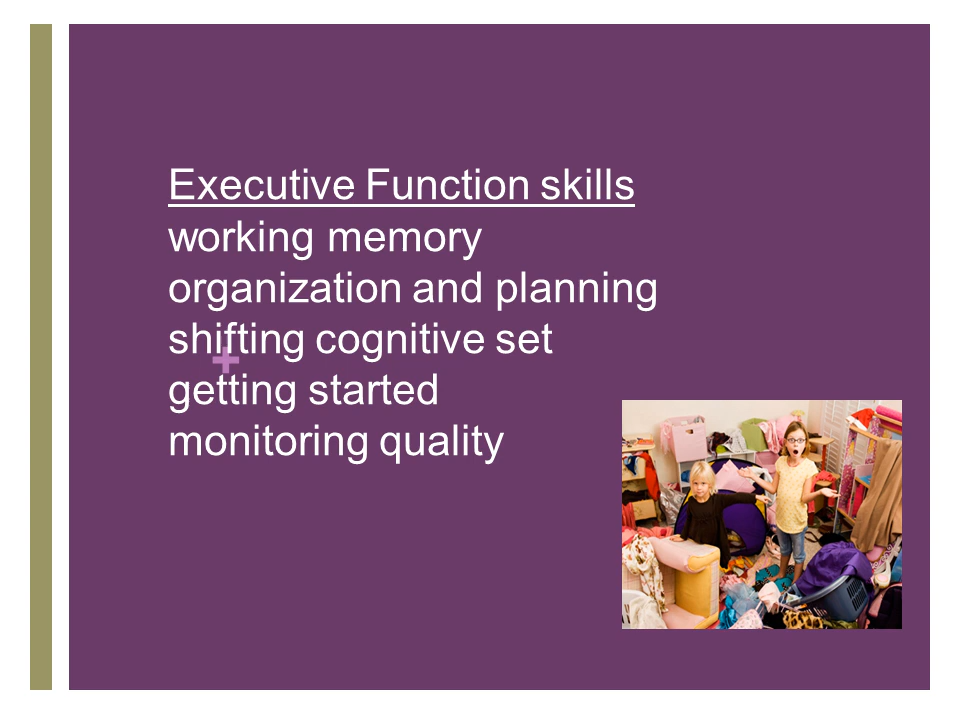 Executive Function skills
working memory
organization and planning
shifting cognitive set
+
getting started
monitoring quality